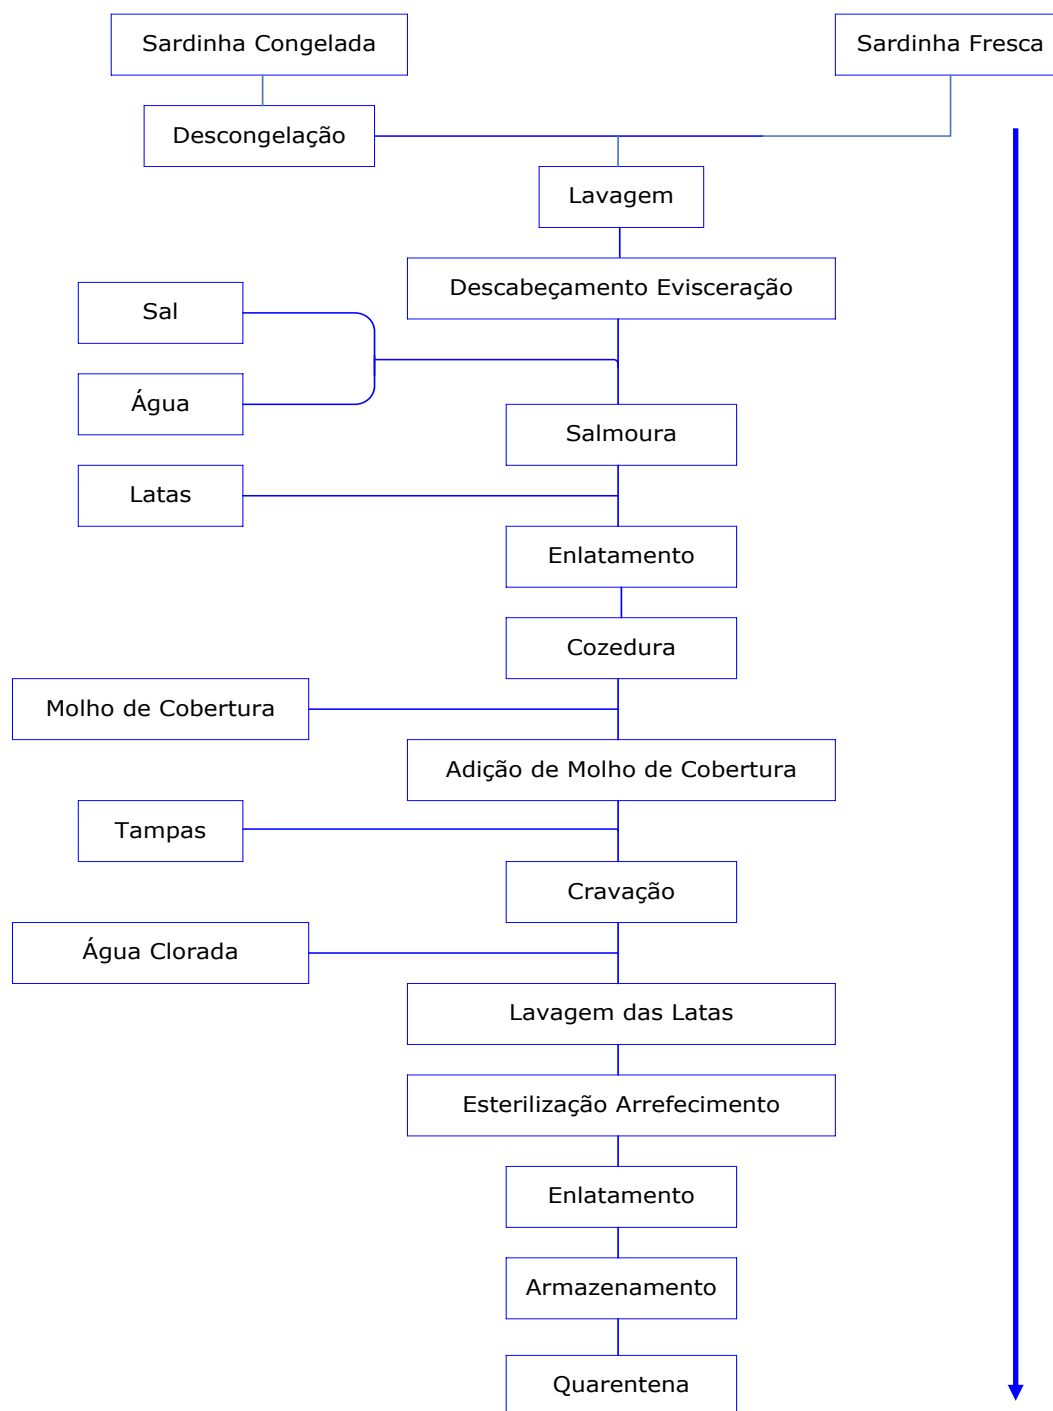 Sardinha Congelada
Sardinha Fresca
Descongelação
Lavagem
Descabeçamento Evisceração
Sal
Água
Salmoura
Latas
Enlatamento
Cozedura
Molho de Cobertura
Adição de Molho de Cobertura
Tampas
Cravação
Água Clorada
Lavagem das Latas
Esterilização Arrefecimento
Enlatamento
Armazenamento
Quarentena